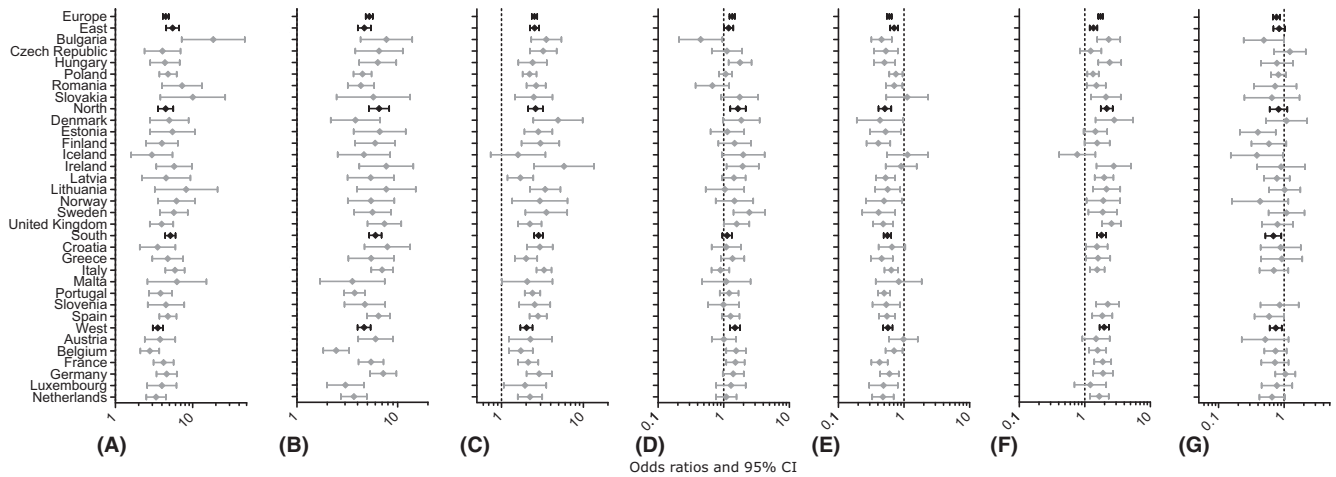 Europe
East
Bulgaria
Czech Republic
Hungary
Poland
Romania
Slovakia
North
Denmark
Estonia
Finland
Iceland
Ireland
Latvia
Lithuania
Norway
Sweden
United Kingdom
South
Croatia
Greece
Italy
Malta
Portugal
Slovenia
Spain
West
Austria
Belgium
France
Germany
Luxembourg
Netherlands
1 10 1 10 1 10 0.1 1 10 0.1 1 10 0.1 1 10 0.1 1
(A) (B) (C) (D) (E) (F) (G)
Odds ratios and 95% CI